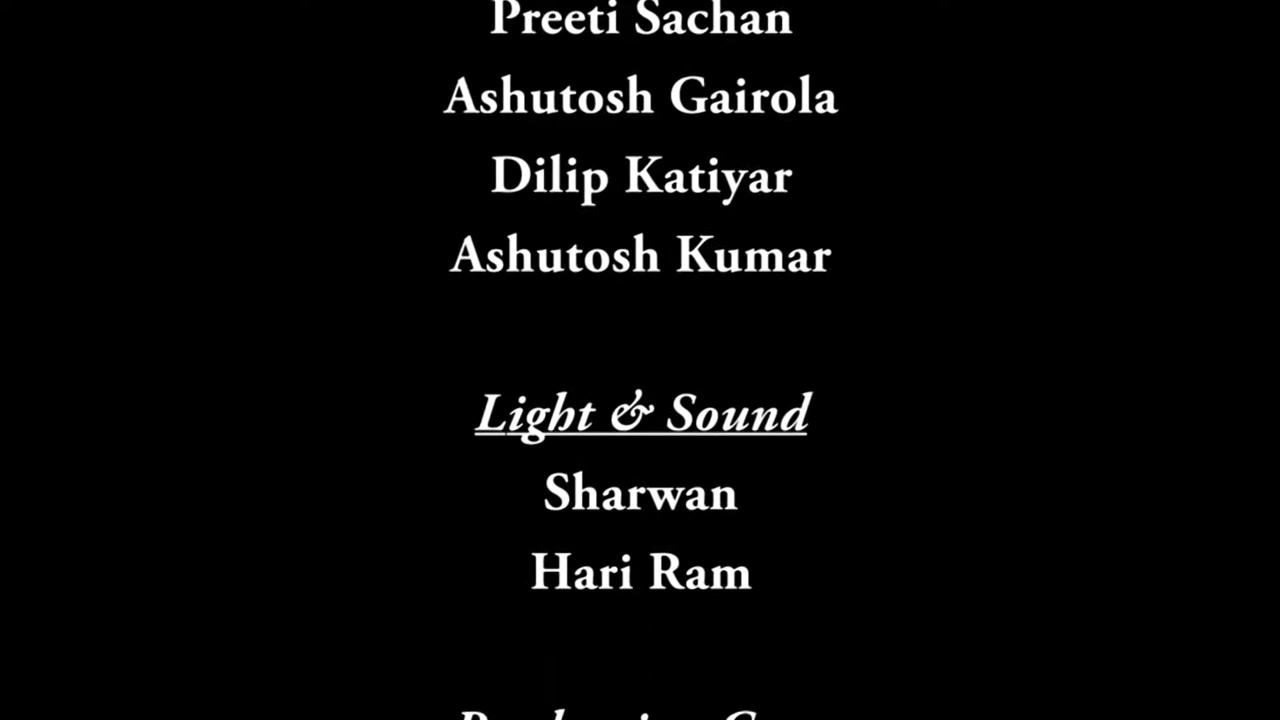 Preeti Sachan
Ashutosh Gairola
Dilip Katiyar
Ashutosh Kumar
Light & Sound
Sharwan
Hari Ram